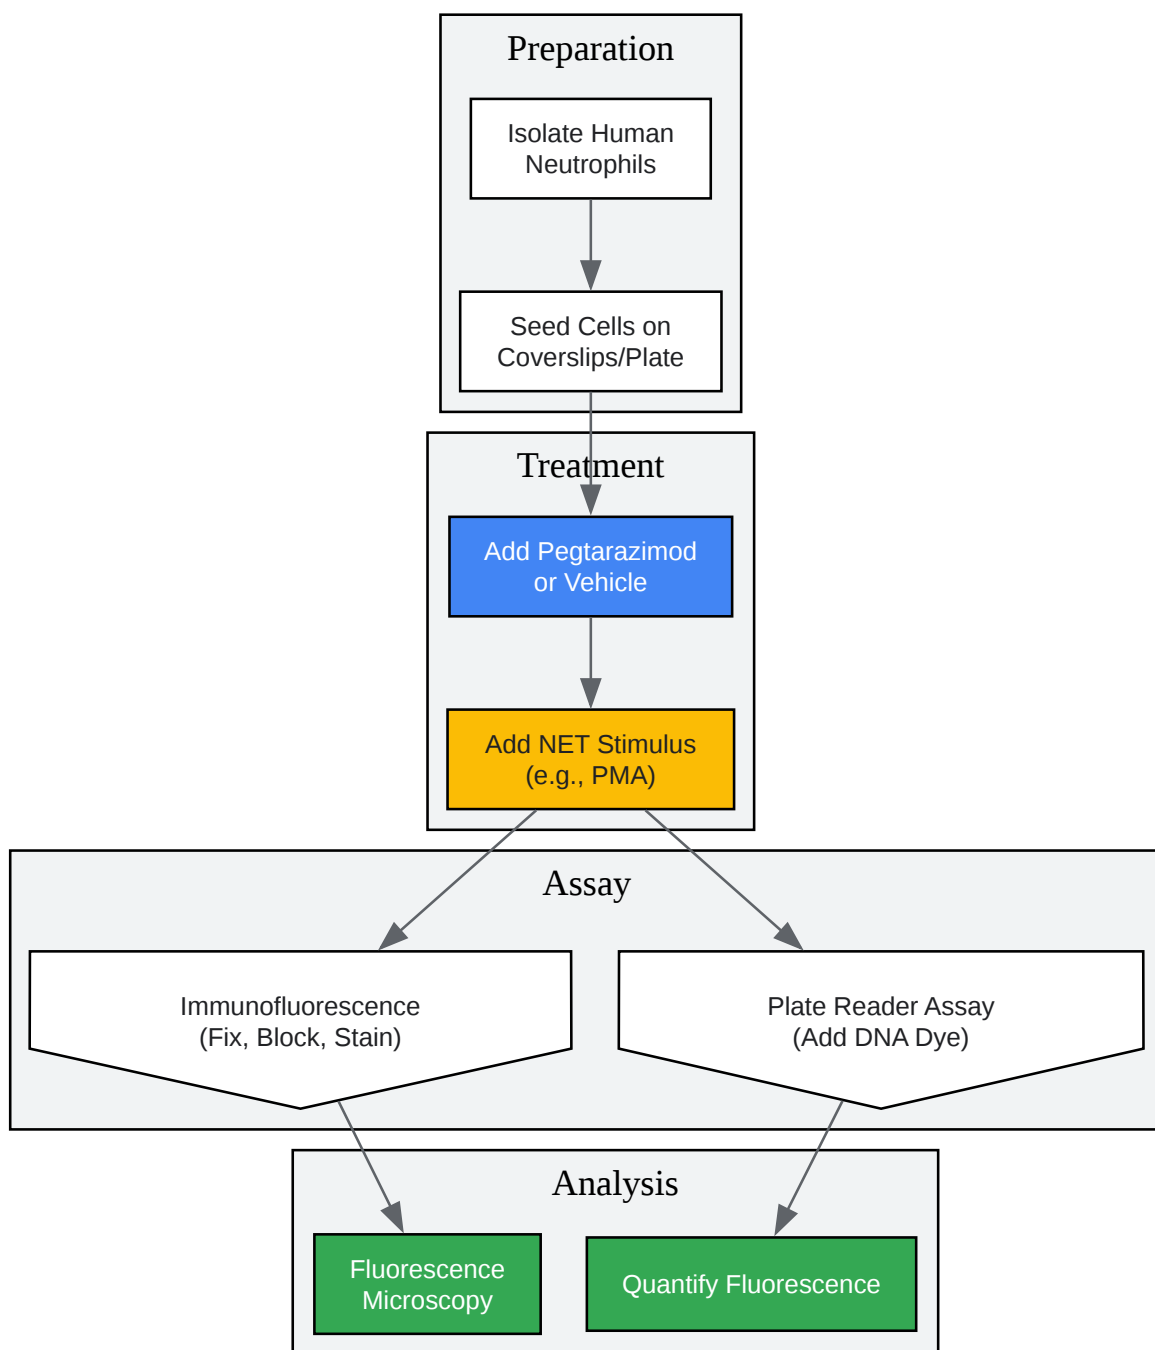 Preparation
Isolate Human
Neutrophils
Seed Cells on
Coverslips/Plate
Treatment
Add Pegtarazimod
or Vehicle
Add NET Stimulus
(e.g., PMA)
Assay
Immunofluorescence
(Fix, Block, Stain)
Plate Reader Assay
(Add DNA Dye)
Analysis
Fluorescence
Microscopy
Quantify Fluorescence